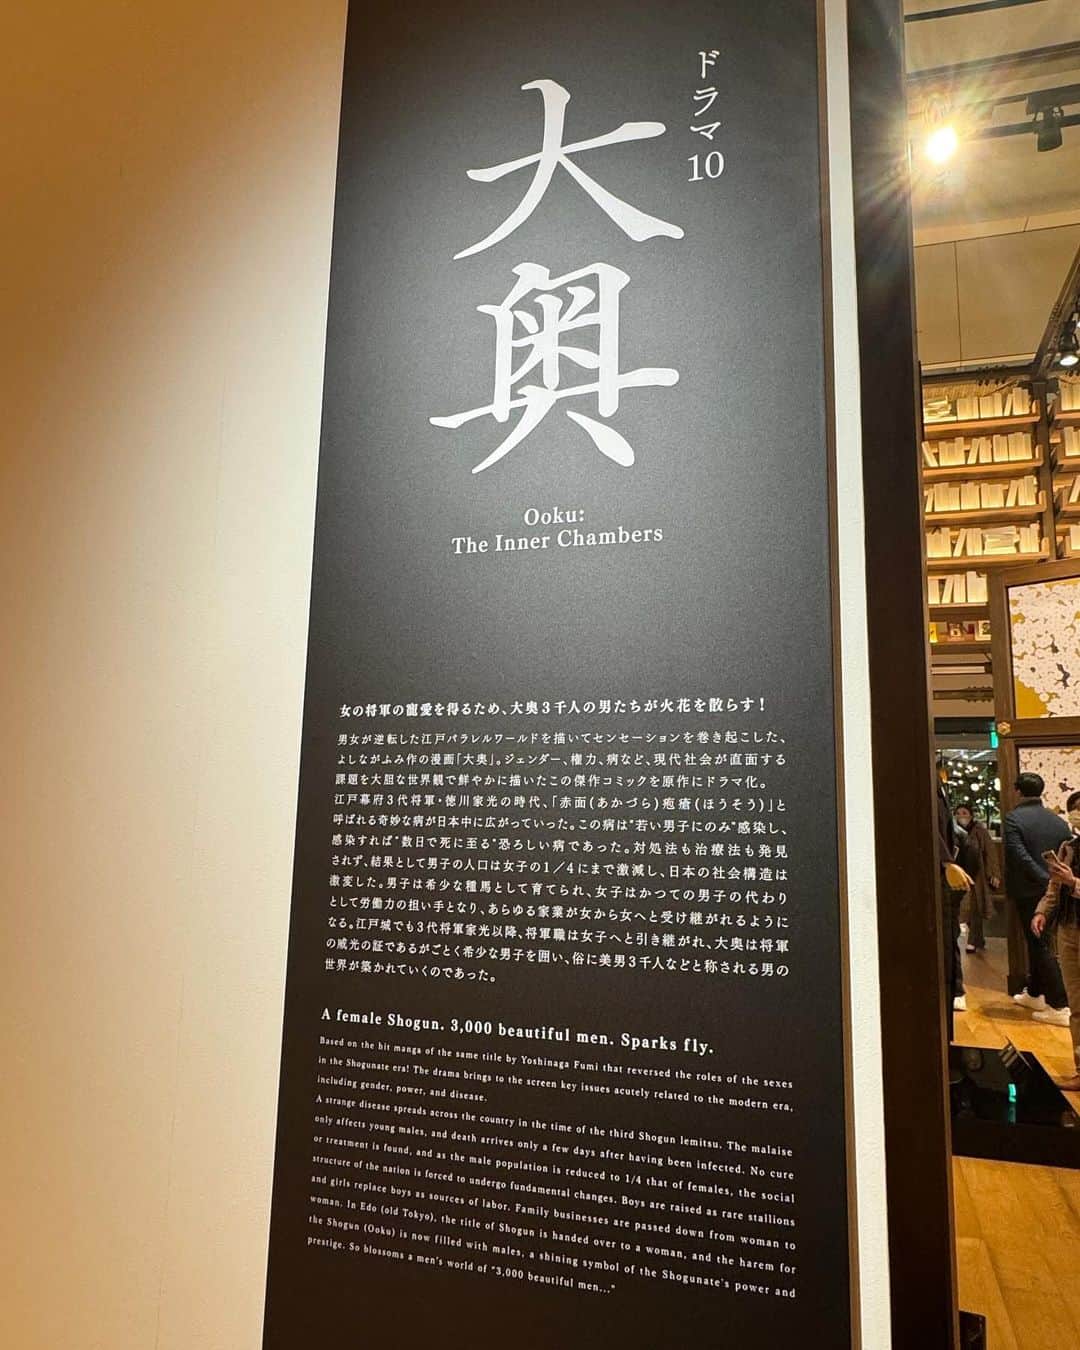 ドラマ10
大奥
Ooku:
The Inner Chambers
女の将軍の寵愛を得るため、大奥3千人の男たちが火花を散らす！
男女が逆転した江戸パラレルワールドを描いてセンセーションを巻き起こした、
よしながふみ作の漫画「大奥」。ジェンダー、権力、病など、現代社会が直面する
課題を大胆な世界観で鮮やかに描いたこの傑作コミックを原作にドラマ化。
江戸幕府3代将軍・徳川家光の時代、「赤面(あかづら)疱瘡(ほうそう)」と
呼ばれる奇妙な病が日本中に広がっていった。この病は"若い男子にのみ"感染し、
感染すれば"数日で死に至る"恐ろしい病であった。対処法も治療法も発見
されず、結果として男子の人口は女子の1／4にまで激減し、日本の社会構造は
激変した。男子は希少な種馬として育てられ、女子はかつての男子の代わり
として労働力の担い手となり、あらゆる家業が女から女へと受け継がれるように
なる。江戸城でも3代将軍家光以降、将軍職は女子へと引き継がれ、大奥は将軍
の威光の証であるがごとく希少な男子を囲い、俗に美男3千人などと称される男の
世界が築かれていくのであった。
A female Shogun. 3,000 beautiful men. Sparks fly.
Based on the hit manga of the same title by Yoshinaga Fumi that reversed the roles of the sexes
in the Shogunate era! The drama brings to the screen key issues acutely related to the modern era,
including gender, power, and disease.
A strange disease spreads across the country in the time of the third Shogun Iemitsu. The malaise
only affects young males, and death arrives only a few days after having been infected. No cure
or treatment is found, and as the male population is reduced to 1/4 that of females, the social
structure of the nation is forced to undergo fundamental changes. Boys are raised as rare stallions
and girls replace boys as sources of labor. Family businesses are passed down from woman to
woman. In Edo (old Tokyo), the title of Shogun is handed over to a woman, and the harem for
the Shogun (Ooku) is now filled with males, a shining symbol of the Shogunate's power and
prestige. So blossoms a men's world of "3,000 beautiful men..."